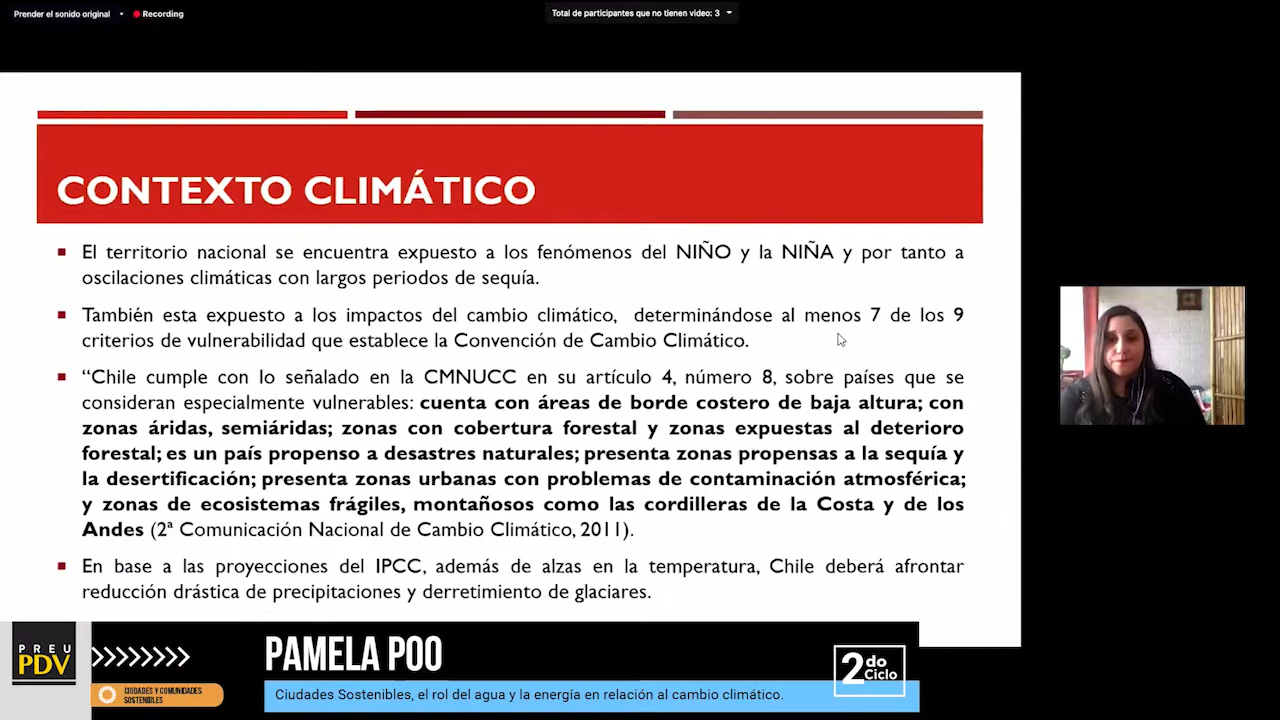 Prender el sonido original
Recording
Total de participantes que no tienen video: 3
CONTEXTO CLIMÁTICO
El territorio nacional se encuentra expuesto a los fenómenos del NIÑO y la NIÑA y por tanto a
oscilaciones climáticas con largos periodos de sequía.
También esta expuesto a los impactos del cambio climático, determinándose al menos 7 de los 9
criterios de vulnerabilidad que establece la Convención de Cambio Climático.
“Chile cumple con lo señalado en la CMNUCC en su artículo 4, número 8, sobre países que se
consideran especialmente vulnerables: cuenta con áreas de borde costero de baja altura; con
zonas áridas, semiáridas; zonas con cobertura forestal y zonas expuestas al deterioro
forestal; es un país propenso a desastres naturales; presenta zonas propensas a la sequía y
la desertificación; presenta zonas urbanas con problemas de contaminación atmosférica;
y zonas de ecosistemas frágiles, montañosos como las cordilleras de la Costa y de los
Andes (2ª Comunicación Nacional de Cambio Climático, 2011).
En base a las proyecciones del IPCC, además de alzas en la temperatura, Chile deberá afrontar
reducción drástica de precipitaciones y derretimiento de glaciares.
PREU
PDV
CIUDADES Y COMUNIDADES
SOSTENIBLES
PAMELA POO
Ciudades Sostenibles, el rol del agua y la energía en relación al cambio climático.
2do
Ciclo